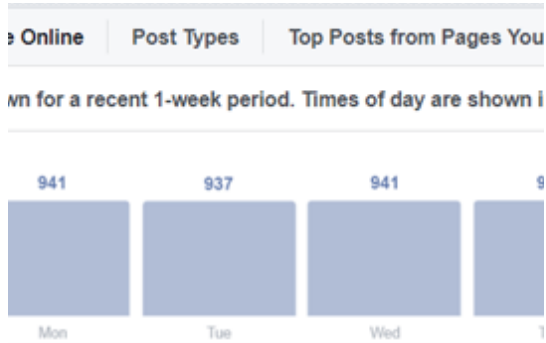 e Online Post Types Top Posts from Pages You
wn for a recent 1-week period. Times of day are shown i
941 937 941 9
Mon Tue Wed T